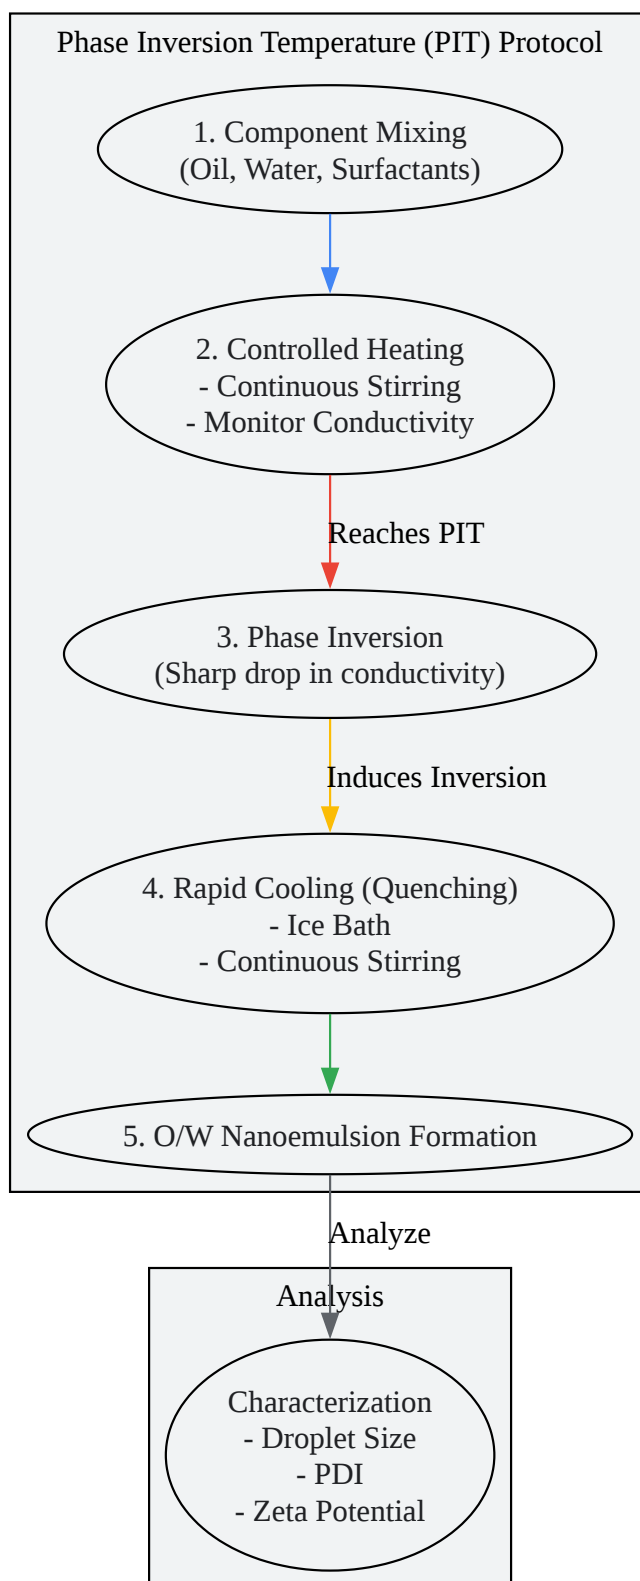 Phase Inversion Temperature (PIT) Protocol
1. Component Mixing
(Oil, Water, Surfactants)
2. Controlled Heating
- Continuous Stirring
- Monitor Conductivity
Reaches PIT
3. Phase Inversion
(Sharp drop in conductivity)
Induces Inversion
4. Rapid Cooling (Quenching)
- Ice Bath
- Continuous Stirring
5. O/W Nanoemulsion Formation
Analyze
Analysis
Characterization
- Droplet Size
- PDI
- Zeta Potential